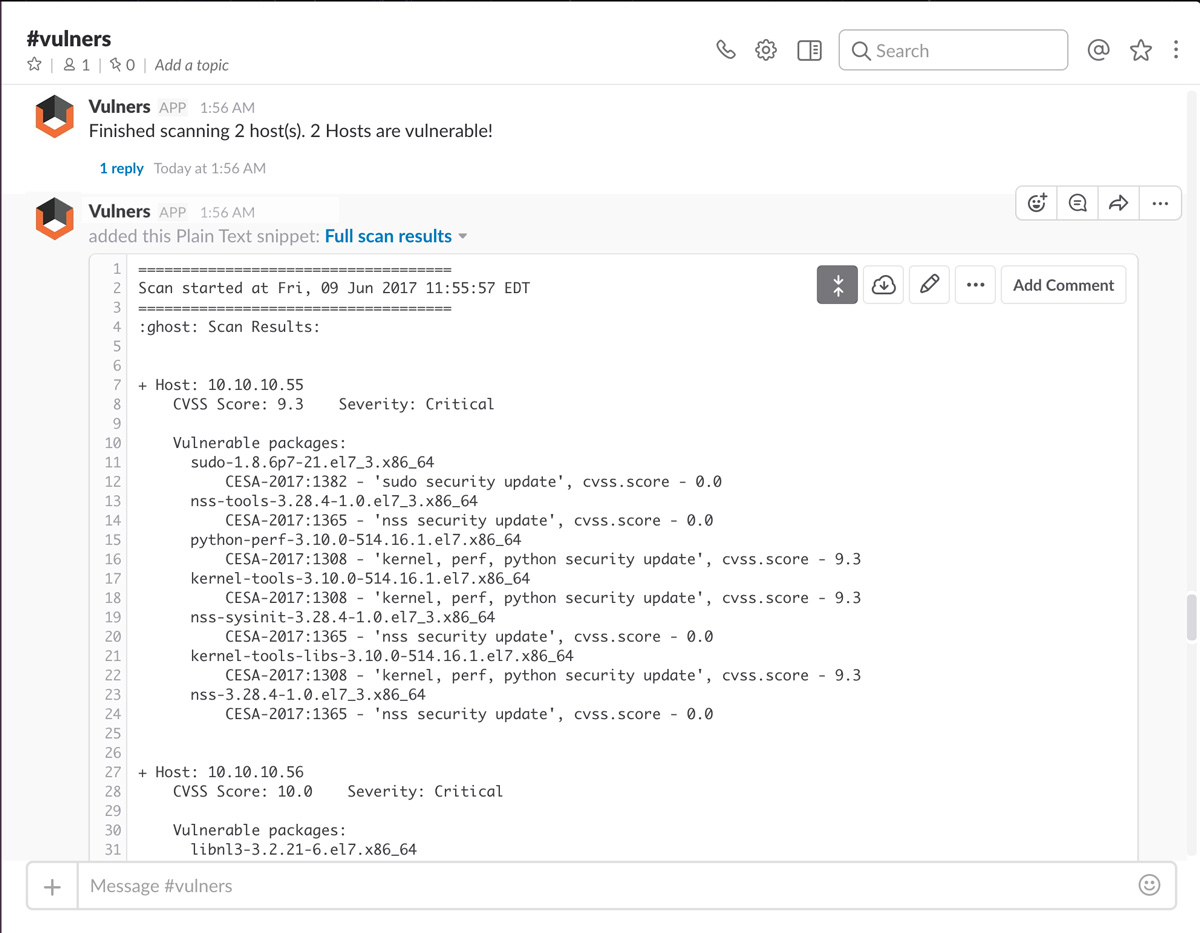 #vulners
1 | 0 | Add a topic
Search
Vulners APP 1:56 AM
Finished scanning 2 host(s). 2 Hosts are vulnerable!
1 reply Today at 1:56 AM
Vulners APP 1:56 AM
added this Plain Text snippet: Full scan results
Add Comment
1 ====================================
2 Scan started at Fri, 09 Jun 2017 11:55:57 EDT
3 ====================================
4 :ghost: Scan Results:
5
6
7 + Host: 10.10.10.55
8 CVSS Score: 9.3 Severity: Critical
9
10 Vulnerable packages:
11 sudo-1.8.6p7-21.el7_3.x86_64
12 CESA-2017:1382 - 'sudo security update', cvss.score - 0.0
13 nss-tools-3.28.4-1.0.el7_3.x86_64
14 CESA-2017:1365 - 'nss security update', cvss.score - 0.0
15 python-perf-3.10.0-514.16.1.el7.x86_64
16 CESA-2017:1308 - 'kernel, perf, python security update', cvss.score - 9.3
17 kernel-tools-3.10.0-514.16.1.el7.x86_64
18 CESA-2017:1308 - 'kernel, perf, python security update', cvss.score - 9.3
19 nss-sysinit-3.28.4-1.0.el7_3.x86_64
20 CESA-2017:1365 - 'nss security update', cvss.score - 0.0
21 kernel-tools-libs-3.10.0-514.16.1.el7.x86_64
22 CESA-2017:1308 - 'kernel, perf, python security update', cvss.score - 9.3
23 nss-3.28.4-1.0.el7_3.x86_64
24 CESA-2017:1365 - 'nss security update', cvss.score - 0.0
25
26
27 + Host: 10.10.10.56
28 CVSS Score: 10.0 Severity: Critical
29
30 Vulnerable packages:
31 libnl3-3.2.21-6.el7.x86_64
Message #vulners